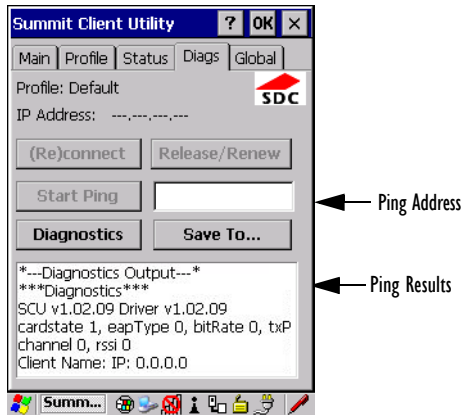 Summit Client Utility ? OK ×
Main Profile Status Diags Global
Profile: Default
SDC
IP Address: ---.---.---.---
(Re)connect Release/Renew
Start Ping
Ping Address
Diagnostics Save To...
*---Diagnostics Output---*
Ping Results
***Diagnostics***
SCU v1.02.09 Driver v1.02.09
cardstate 1, eapType 0, bitRate 0, txP
channel 0, rssi 0
Client Name: IP: 0.0.0.0
Summ...